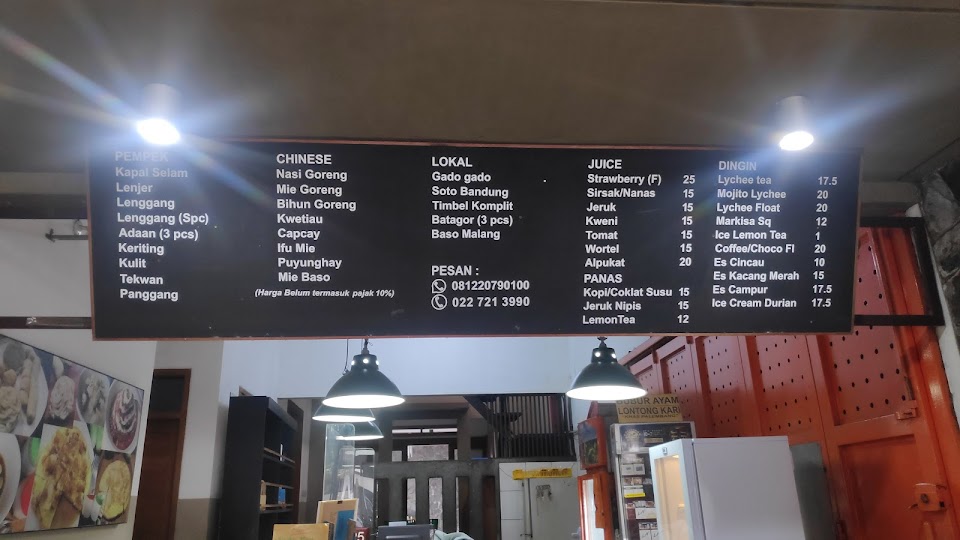 PEMPEK
Kapal Selam
Lenjer
Lenggang
Lenggang (Spc)
Adaan (3 pcs)
Keriting
Kulit
Tekwan
Panggang
CHINESE
Nasi Goreng
Mie Goreng
Bihun Goreng
Kwetiau
Capcay
Ifu Mie
Puyunghay
Mie Baso
(Harga Belum termasuk pajak 10%)
LOKAL
Gado gado
Soto Bandung
Timbel Komplit
Batagor (3 pcs)
Baso Malang
PESAN :
081220790100
022 721 3990
JUICE
Strawberry (F) 25
Sirsak/Nanas 15
Jeruk 15
Kweni 15
Tomat 15
Wortel 15
Alpukat 20
PANAS
Kopi/Coklat Susu 15
Jeruk Nipis 15
LemonTea 12
DINGIN
Lychee tea 17.5
Mojito Lychee 20
Lychee Float 20
Markisa Sq 12
Ice Lemon Tea 1
Coffee/Choco Fl 20
Es Cincau 10
Es Kacang Merah 15
Es Campur 17.5
Ice Cream Durian 17.5
BUBUR AYAM
LONTONG KARI